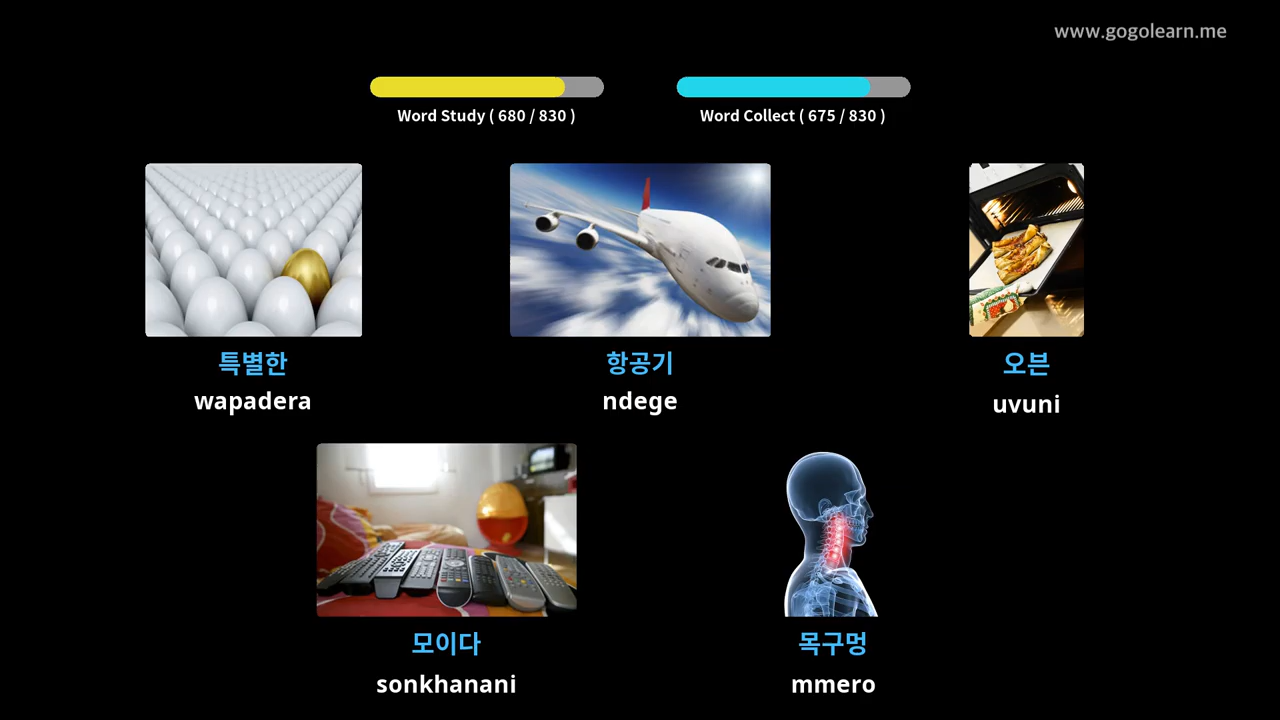 www.gogolearn.me
Word Study ( 680 / 830 )
Word Collect ( 675 / 830 )
특별한
wapadera
항공기
ndege
오븐
uvuni
모이다
sonkhanani
목구멍
mmero